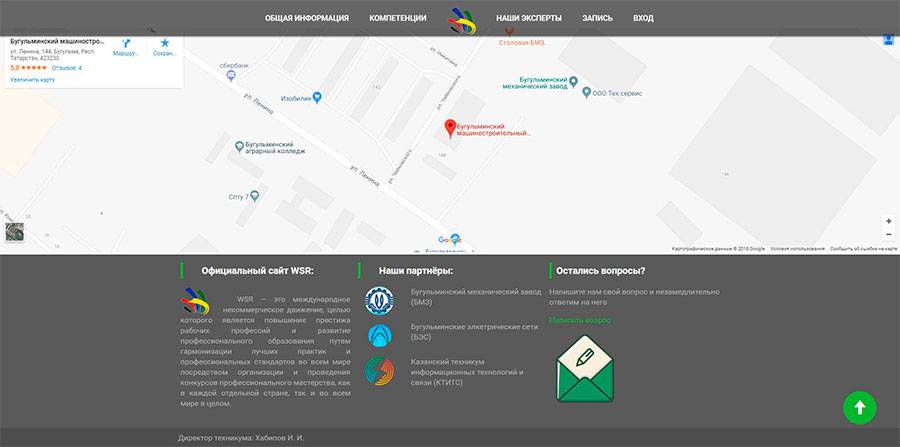 ОБЩАЯ ИНФОРМАЦИЯ КОМПЕТЕНЦИИ НАШИ ЭКСПЕРТЫ ЗАПИСЬ ВХОД
Бугульминский машиностро...
ул. Ленина, 144, Бугульма, Респ
Татарстан, 423230
5,0 ★★★★★ Отзывов: 4
Увеличить карту
Маршру...
Сохран...
сбербанк
Изобилие
ул. Ленина
Бугульминский
аграрный колледж
Спту 7
ул. Ленина
ул. Чайковского
ул. Чайковского
142
144
Столовая БМЗ
Бугульминский
механический завод
ООО Тех сервис
Бугульминский
машиностроительный...
Google
Картографические данные © 2018 Google Условия использования Сообщить об ошибке на карте
Официальный сайт WSR:
WSR – это международное
некоммерческое движение, целью
которого является повышение престижа
рабочих профессий и развитие
профессионального образования путем
гармонизации лучших практик и
профессиональных стандартов во всем мире
посредством организации и проведения
конкурсов профессионального мастерства, как
в каждой отдельной стране, так и во всем
мире в целом.
Наши партнёры:
Бугульминский механический завод
(БМЗ)
Бугульминские алкетрические сети
(БЭС)
Казанский техникум
информационных технологий и
связи (КТИТС)
Остались вопросы?
Напишите нам свой вопрос и незамедлительно
ответим на него
Написать вопрос
Директор техникума: Хабипов И. И.